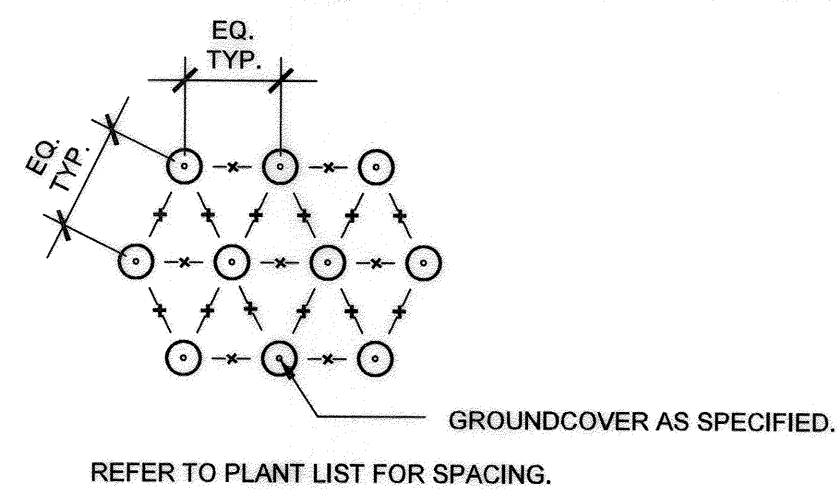 EQ.
TYP.
EQ.
TYP.
GROUNDCOVER AS SPECIFIED.
REFER TO PLANT LIST FOR SPACING.